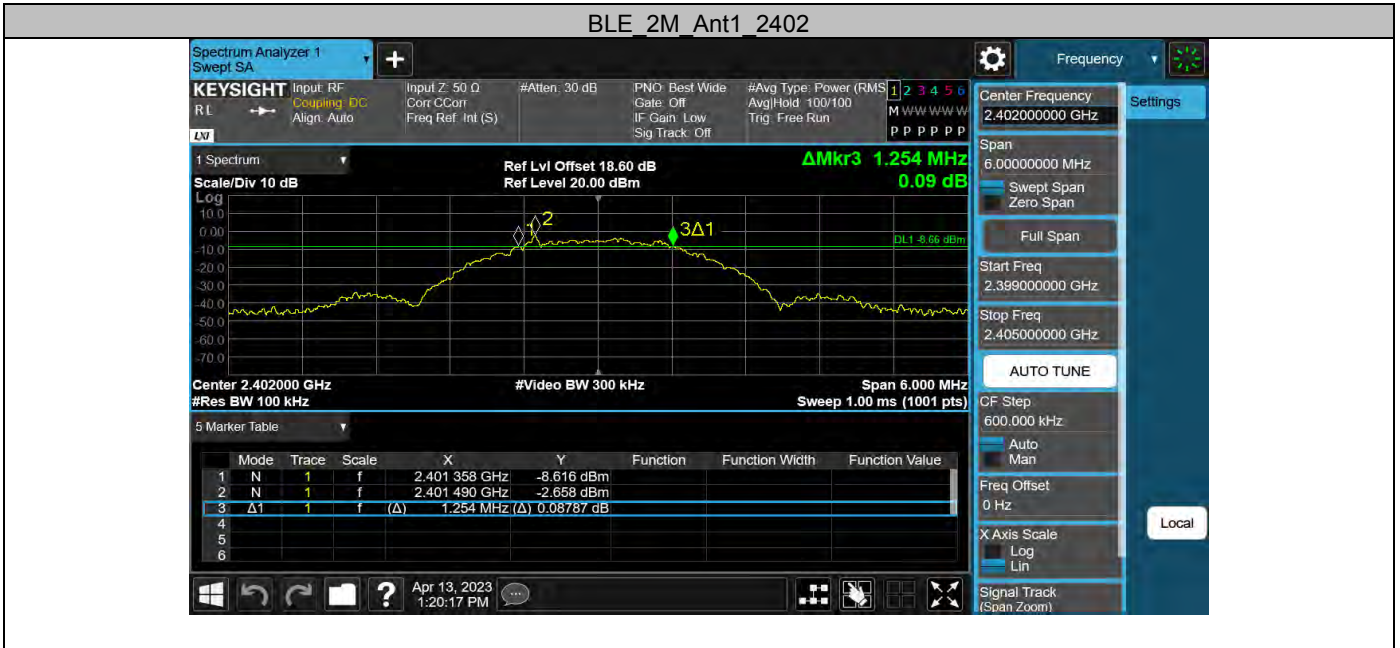 BLE_2M_Ant1_2402
Spectrum Analyzer 1
Swept SA
+
Frequency
KEYSIGHT
RL
LXI
Input: RF
Coupling: DC
Align: Auto
Input Z: 50 Ω
Corr CCorr
Freq Ref: Int (S)
#Atten: 30 dB
PNO: Best Wide
Gate: Off
IF Gain: Low
Sig Track: Off
#Avg Type: Power (RMS
Avg|Hold: 100/100
Trig: Free Run
1 2 3 4 5 6
M W W W W W
P P P P P P
1 Spectrum
Scale/Div 10 dB
Ref Lvl Offset 18.60 dB
Ref Level 20.00 dBm
ΔMkr3 1.254 MHz
0.09 dB
Log
10.0
0.00
-10.0
-20.0
-30.0
-40.0
-50.0
-60.0
-70.0
1
2
3Δ1
DL1 -8.66 dBm
Center 2.402000 GHz
#Video BW 300 kHz
Span 6.000 MHz
#Res BW 100 kHz
Sweep 1.00 ms (1001 pts)
5 Marker Table
Mode Trace Scale X Y Function Function Width Function Value
1 N 1 f 2.401 358 GHz -8.616 dBm
2 N 1 f 2.401 490 GHz -2.658 dBm
3 Δ1 1 f (Δ) 1.254 MHz (Δ) 0.08787 dB
4
5
6
?
Apr 13, 2023
1:20:17 PM
Center Frequency
2.402000000 GHz
Settings
Span
6.00000000 MHz
Swept Span
Zero Span
Full Span
Start Freq
2.399000000 GHz
Stop Freq
2.405000000 GHz
AUTO TUNE
CF Step
600.000 kHz
Auto
Man
Freq Offset
0 Hz
Local
X Axis Scale
Log
Lin
Signal Track
(Span Zoom)